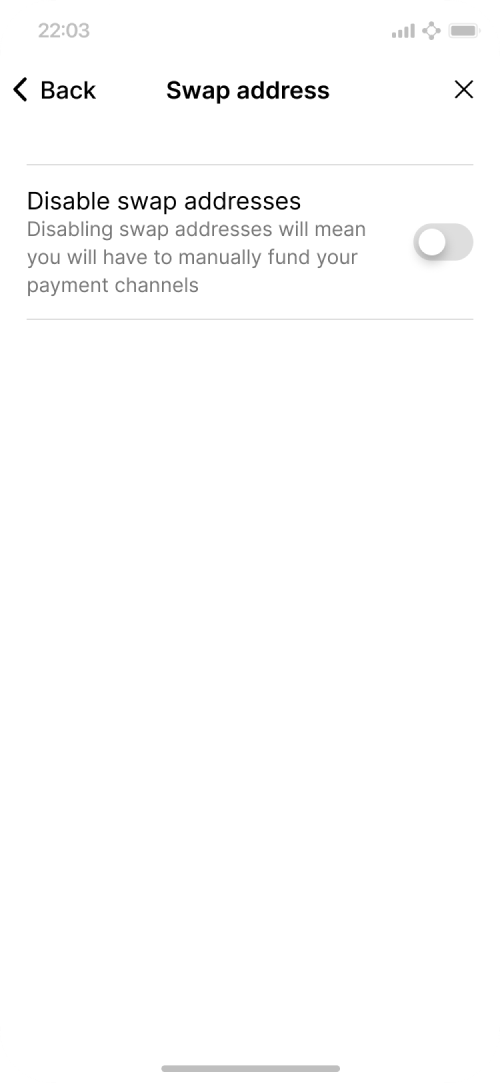 22:03
Back
Swap address
Disable swap addresses
Disabling swap addresses will mean
you will have to manually fund your
payment channels